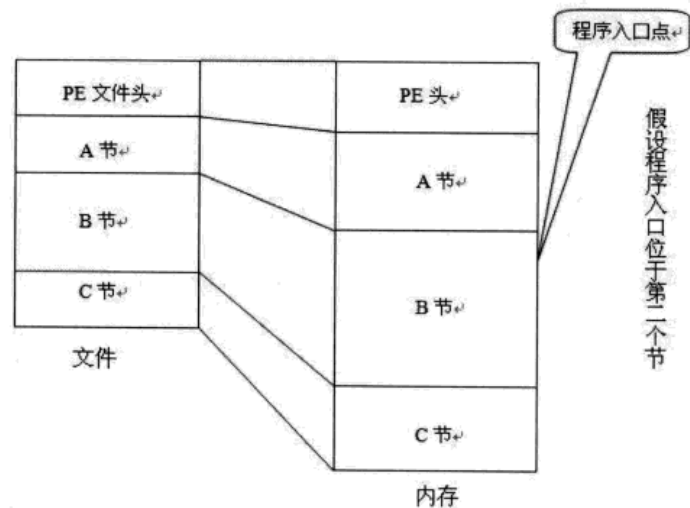 程序入口点
PE 文件头↵
A 节↵
B 节↵
C 节↵
文件
PE 头↵
A 节↵
B 节↵
C 节↵
内存
假设程序入口位于第二个节